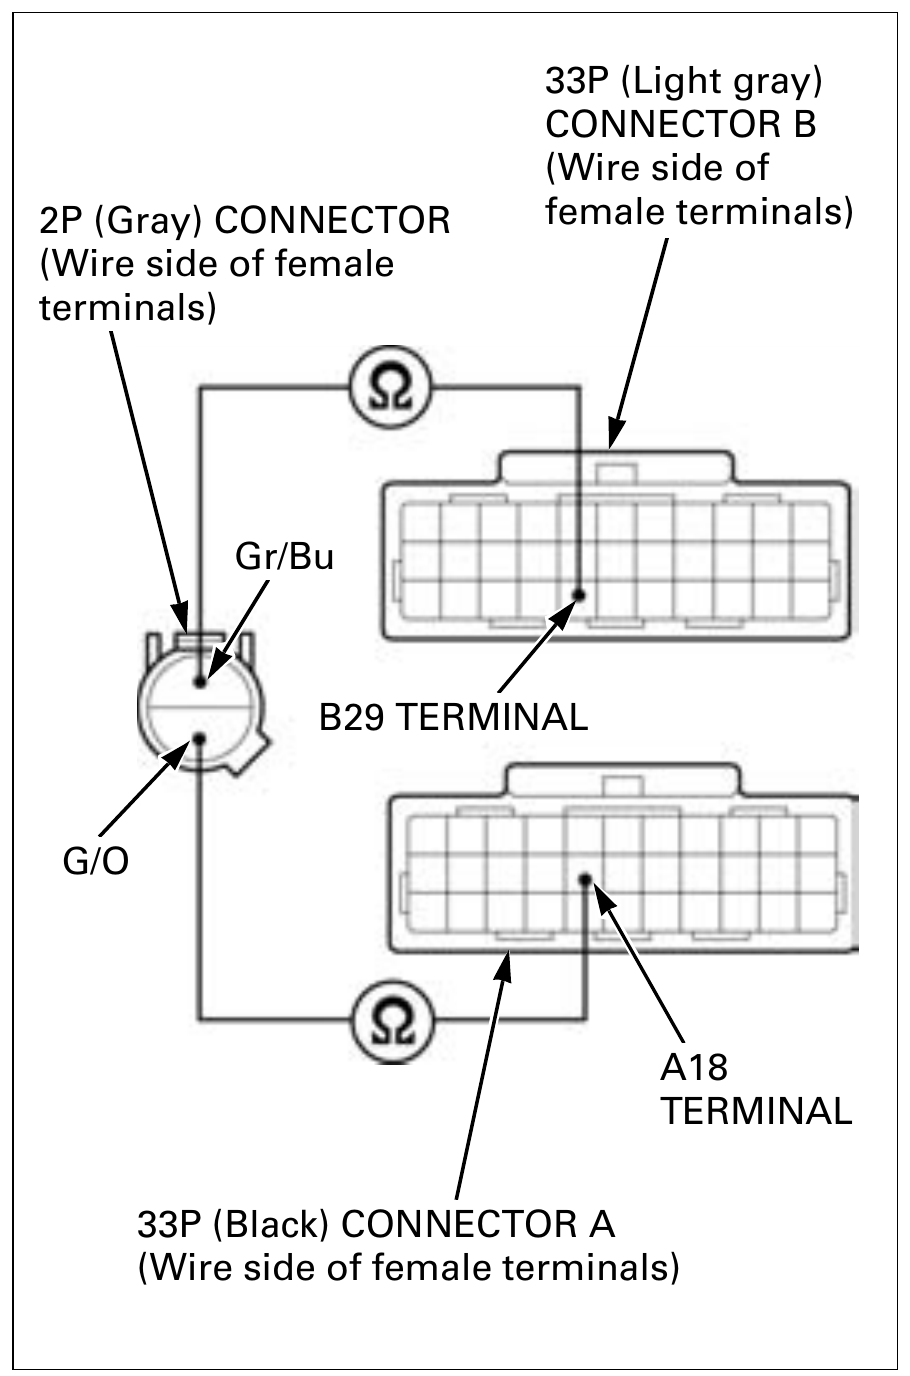 33P (Light gray)
CONNECTOR B
(Wire side of
female terminals)
2P (Gray) CONNECTOR
(Wire side of female
terminals)
Ω
Gr/Bu
B29 TERMINAL
G/O
Ω
A18
TERMINAL
33P (Black) CONNECTOR A
(Wire side of female terminals)